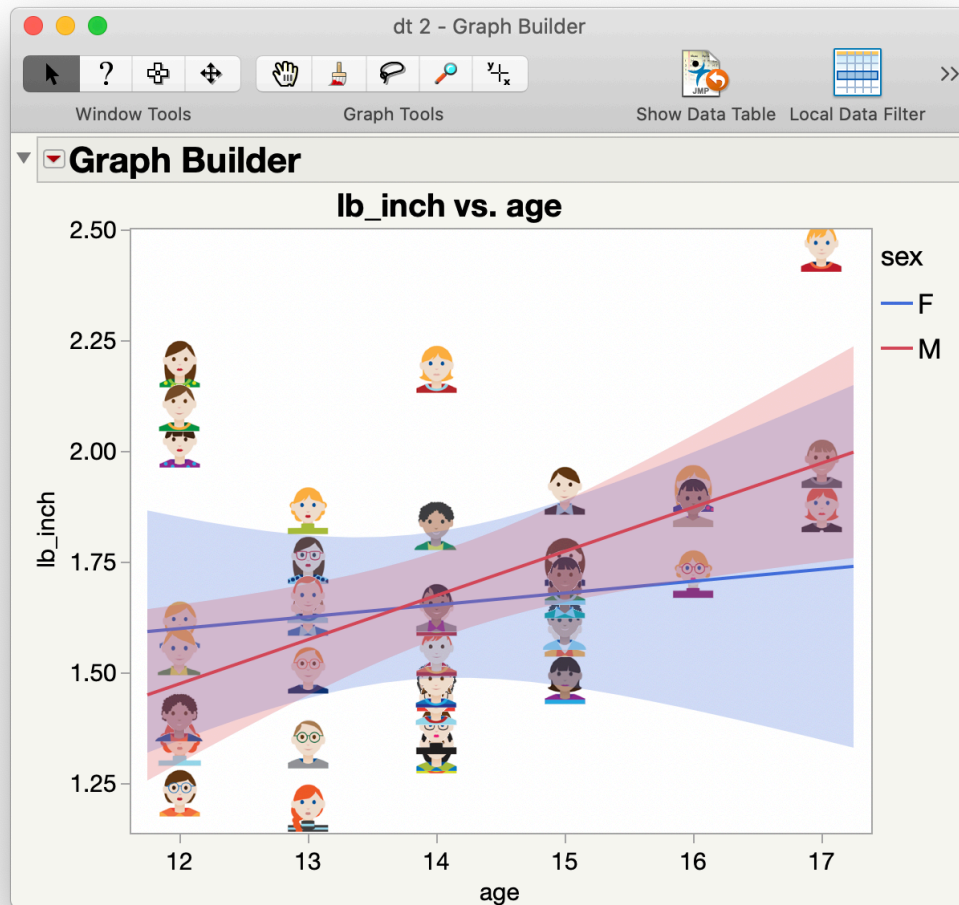 dt 2 - Graph Builder
?
y
x
JMP
Window Tools
Graph Tools
Show Data Table
Local Data Filter
Graph Builder
lb_inch vs. age
2.50
2.25
2.00
1.75
1.50
1.25
lb_inch
12 13 14 15 16 17
age
sex
F
M